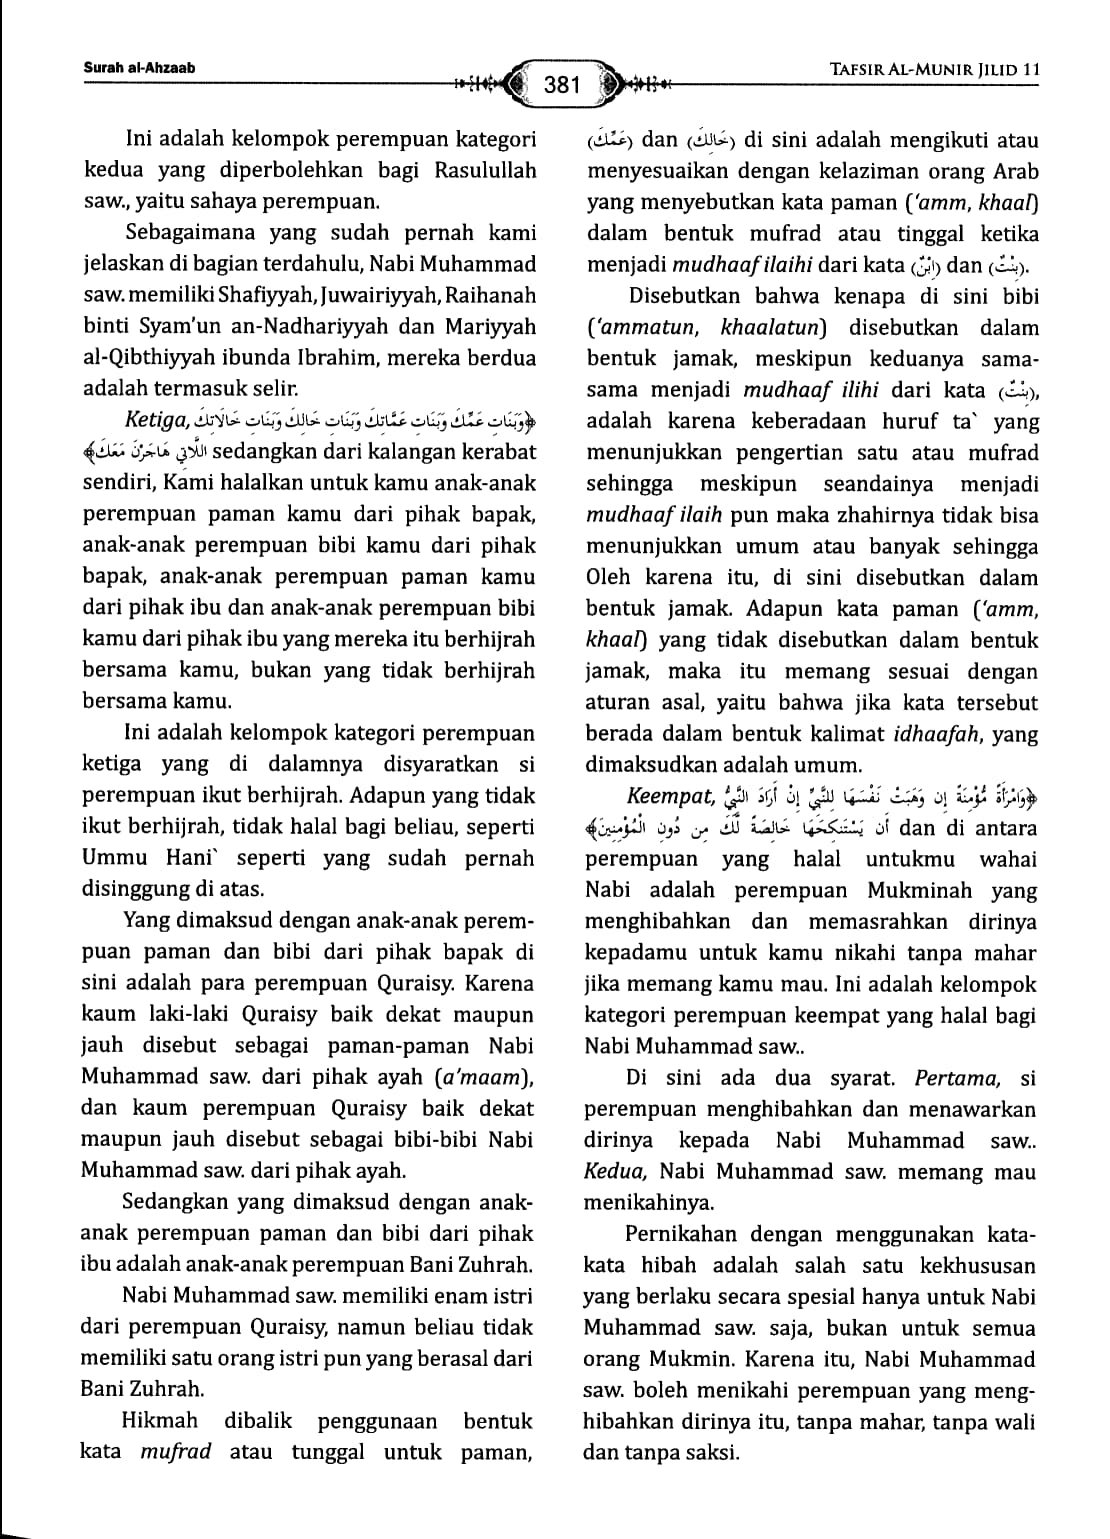 Surah al-Ahzaab
381
TAFSIR AL-MUNIR JILID 11
Ini adalah kelompok perempuan kategori
kedua yang diperbolehkan bagi Rasulullah
saw., yaitu sahaya perempuan.
Sebagaimana yang sudah pernah kami
jelaskan di bagian terdahulu, Nabi Muhammad
saw. memiliki Shafiyyah, Juwairiyyah, Raihanah
binti Syam'un an-Nadhariyyah dan Mariyyah
al-Qibthiyyah ibunda Ibrahim, mereka berdua
adalah termasuk selir.
Ketiga, ﴿وَبَنَاتِ عَمِّكَ وَبَنَاتِ عَمَّاتِكَ وَبَنَاتِ خَالِكَ وَبَنَاتِ خَالَاتِكَ
اللَّاتِي هَاجَرْنَ مَعَكَ﴾ sedangkan dari kalangan kerabat
sendiri, Kami halalkan untuk kamu anak-anak
perempuan paman kamu dari pihak bapak,
anak-anak perempuan bibi kamu dari pihak
bapak, anak-anak perempuan paman kamu
dari pihak ibu dan anak-anak perempuan bibi
kamu dari pihak ibu yang mereka itu berhijrah
bersama kamu, bukan yang tidak berhijrah
bersama kamu.
Ini adalah kelompok kategori perempuan
ketiga yang di dalamnya disyaratkan si
perempuan ikut berhijrah. Adapun yang tidak
ikut berhijrah, tidak halal bagi beliau, seperti
Ummu Hani` seperti yang sudah pernah
disinggung di atas.
Yang dimaksud dengan anak-anak perem-
puan paman dan bibi dari pihak bapak di
sini adalah para perempuan Quraisy. Karena
kaum laki-laki Quraisy baik dekat maupun
jauh disebut sebagai paman-paman Nabi
Muhammad saw. dari pihak ayah (a'maam),
dan kaum perempuan Quraisy baik dekat
maupun jauh disebut sebagai bibi-bibi Nabi
Muhammad saw. dari pihak ayah.
Sedangkan yang dimaksud dengan anak-
anak perempuan paman dan bibi dari pihak
ibu adalah anak-anak perempuan Bani Zuhrah.
Nabi Muhammad saw. memiliki enam istri
dari perempuan Quraisy, namun beliau tidak
memiliki satu orang istri pun yang berasal dari
Bani Zuhrah.
Hikmah dibalik penggunaan bentuk
kata mufrad atau tunggal untuk paman,
(عَمِّكَ) dan (خَالِكَ) di sini adalah mengikuti atau
menyesuaikan dengan kelaziman orang Arab
yang menyebutkan kata paman ('amm, khaal)
dalam bentuk mufrad atau tinggal ketika
menjadi mudhaaf ilaihi dari kata (ابْنٌ) dan (بِنْتٌ).
Disebutkan bahwa kenapa di sini bibi
('ammatun, khaalatun) disebutkan dalam
bentuk jamak, meskipun keduanya sama-
sama menjadi mudhaaf ilihi dari kata (بِنْتٌ),
adalah karena keberadaan huruf ta` yang
menunjukkan pengertian satu atau mufrad
sehingga meskipun seandainya menjadi
mudhaaf ilaih pun maka zhahirnya tidak bisa
menunjukkan umum atau banyak sehingga
Oleh karena itu, di sini disebutkan dalam
bentuk jamak. Adapun kata paman ('amm,
khaal) yang tidak disebutkan dalam bentuk
jamak, maka itu memang sesuai dengan
aturan asal, yaitu bahwa jika kata tersebut
berada dalam bentuk kalimat idhaafah, yang
dimaksudkan adalah umum.
Keempat, ﴿وَامْرَأَةً مُّؤْمِنَةً إِن وَهَبَتْ نَفْسَهَا لِلنَّبِيِّ إِنْ أَرَادَ النَّبِيُّ
أَن يَسْتَنكِحَهَا خَالِصَةً لَّكَ مِن دُونِ الْمُؤْمِنِينَ﴾ dan di antara
perempuan yang halal untukmu wahai
Nabi adalah perempuan Mukminah yang
menghibahkan dan memasrahkan dirinya
kepadamu untuk kamu nikahi tanpa mahar
jika memang kamu mau. Ini adalah kelompok
kategori perempuan keempat yang halal bagi
Nabi Muhammad saw..
Di sini ada dua syarat. Pertama, si
perempuan menghibahkan dan menawarkan
dirinya kepada Nabi Muhammad saw..
Kedua, Nabi Muhammad saw. memang mau
menikahinya.
Pernikahan dengan menggunakan kata-
kata hibah adalah salah satu kekhususan
yang berlaku secara spesial hanya untuk Nabi
Muhammad saw. saja, bukan untuk semua
orang Mukmin. Karena itu, Nabi Muhammad
saw. boleh menikahi perempuan yang meng-
hibahkan dirinya itu, tanpa mahar, tanpa wali
dan tanpa saksi.